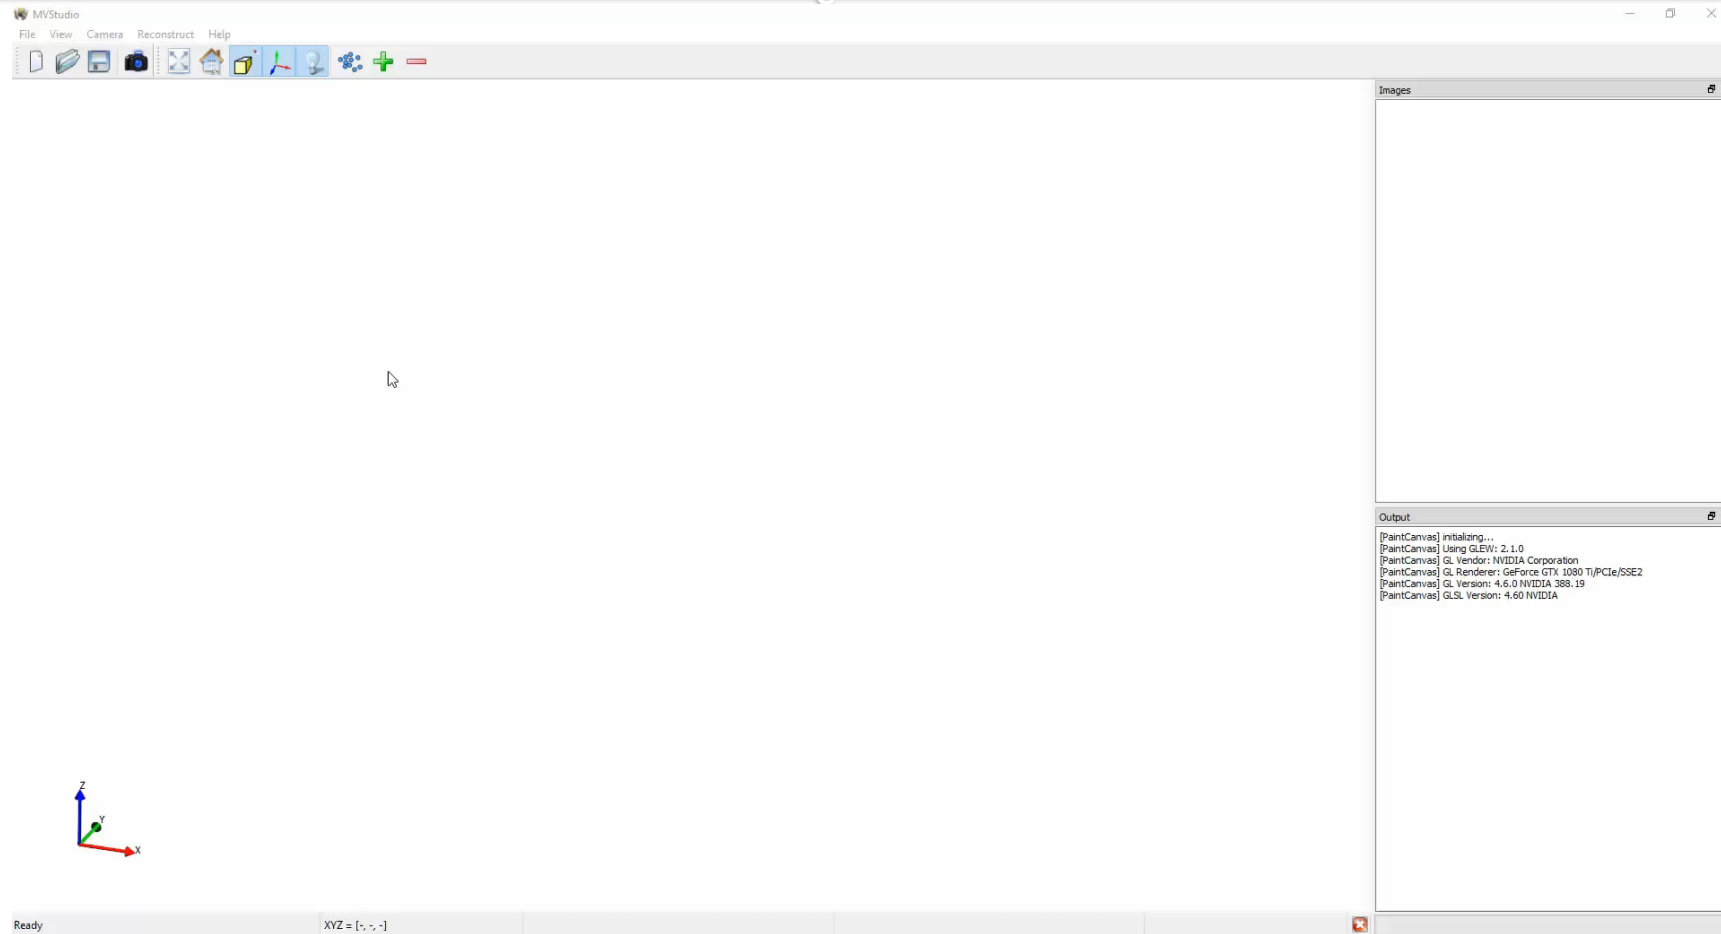 MVStudio
File View Camera Reconstruct Help
Images
Output
[PaintCanvas] initializing...
[PaintCanvas] Using GLEW: 2.1.0
[PaintCanvas] GL Vendor: NVIDIA Corporation
[PaintCanvas] GL Renderer: GeForce GTX 1080 Ti/PCIe/SSE2
[PaintCanvas] GL Version: 4.6.0 NVIDIA 388.19
[PaintCanvas] GLSL Version: 4.60 NVIDIA
Z
Y
X
Ready XYZ = [-, -, -]